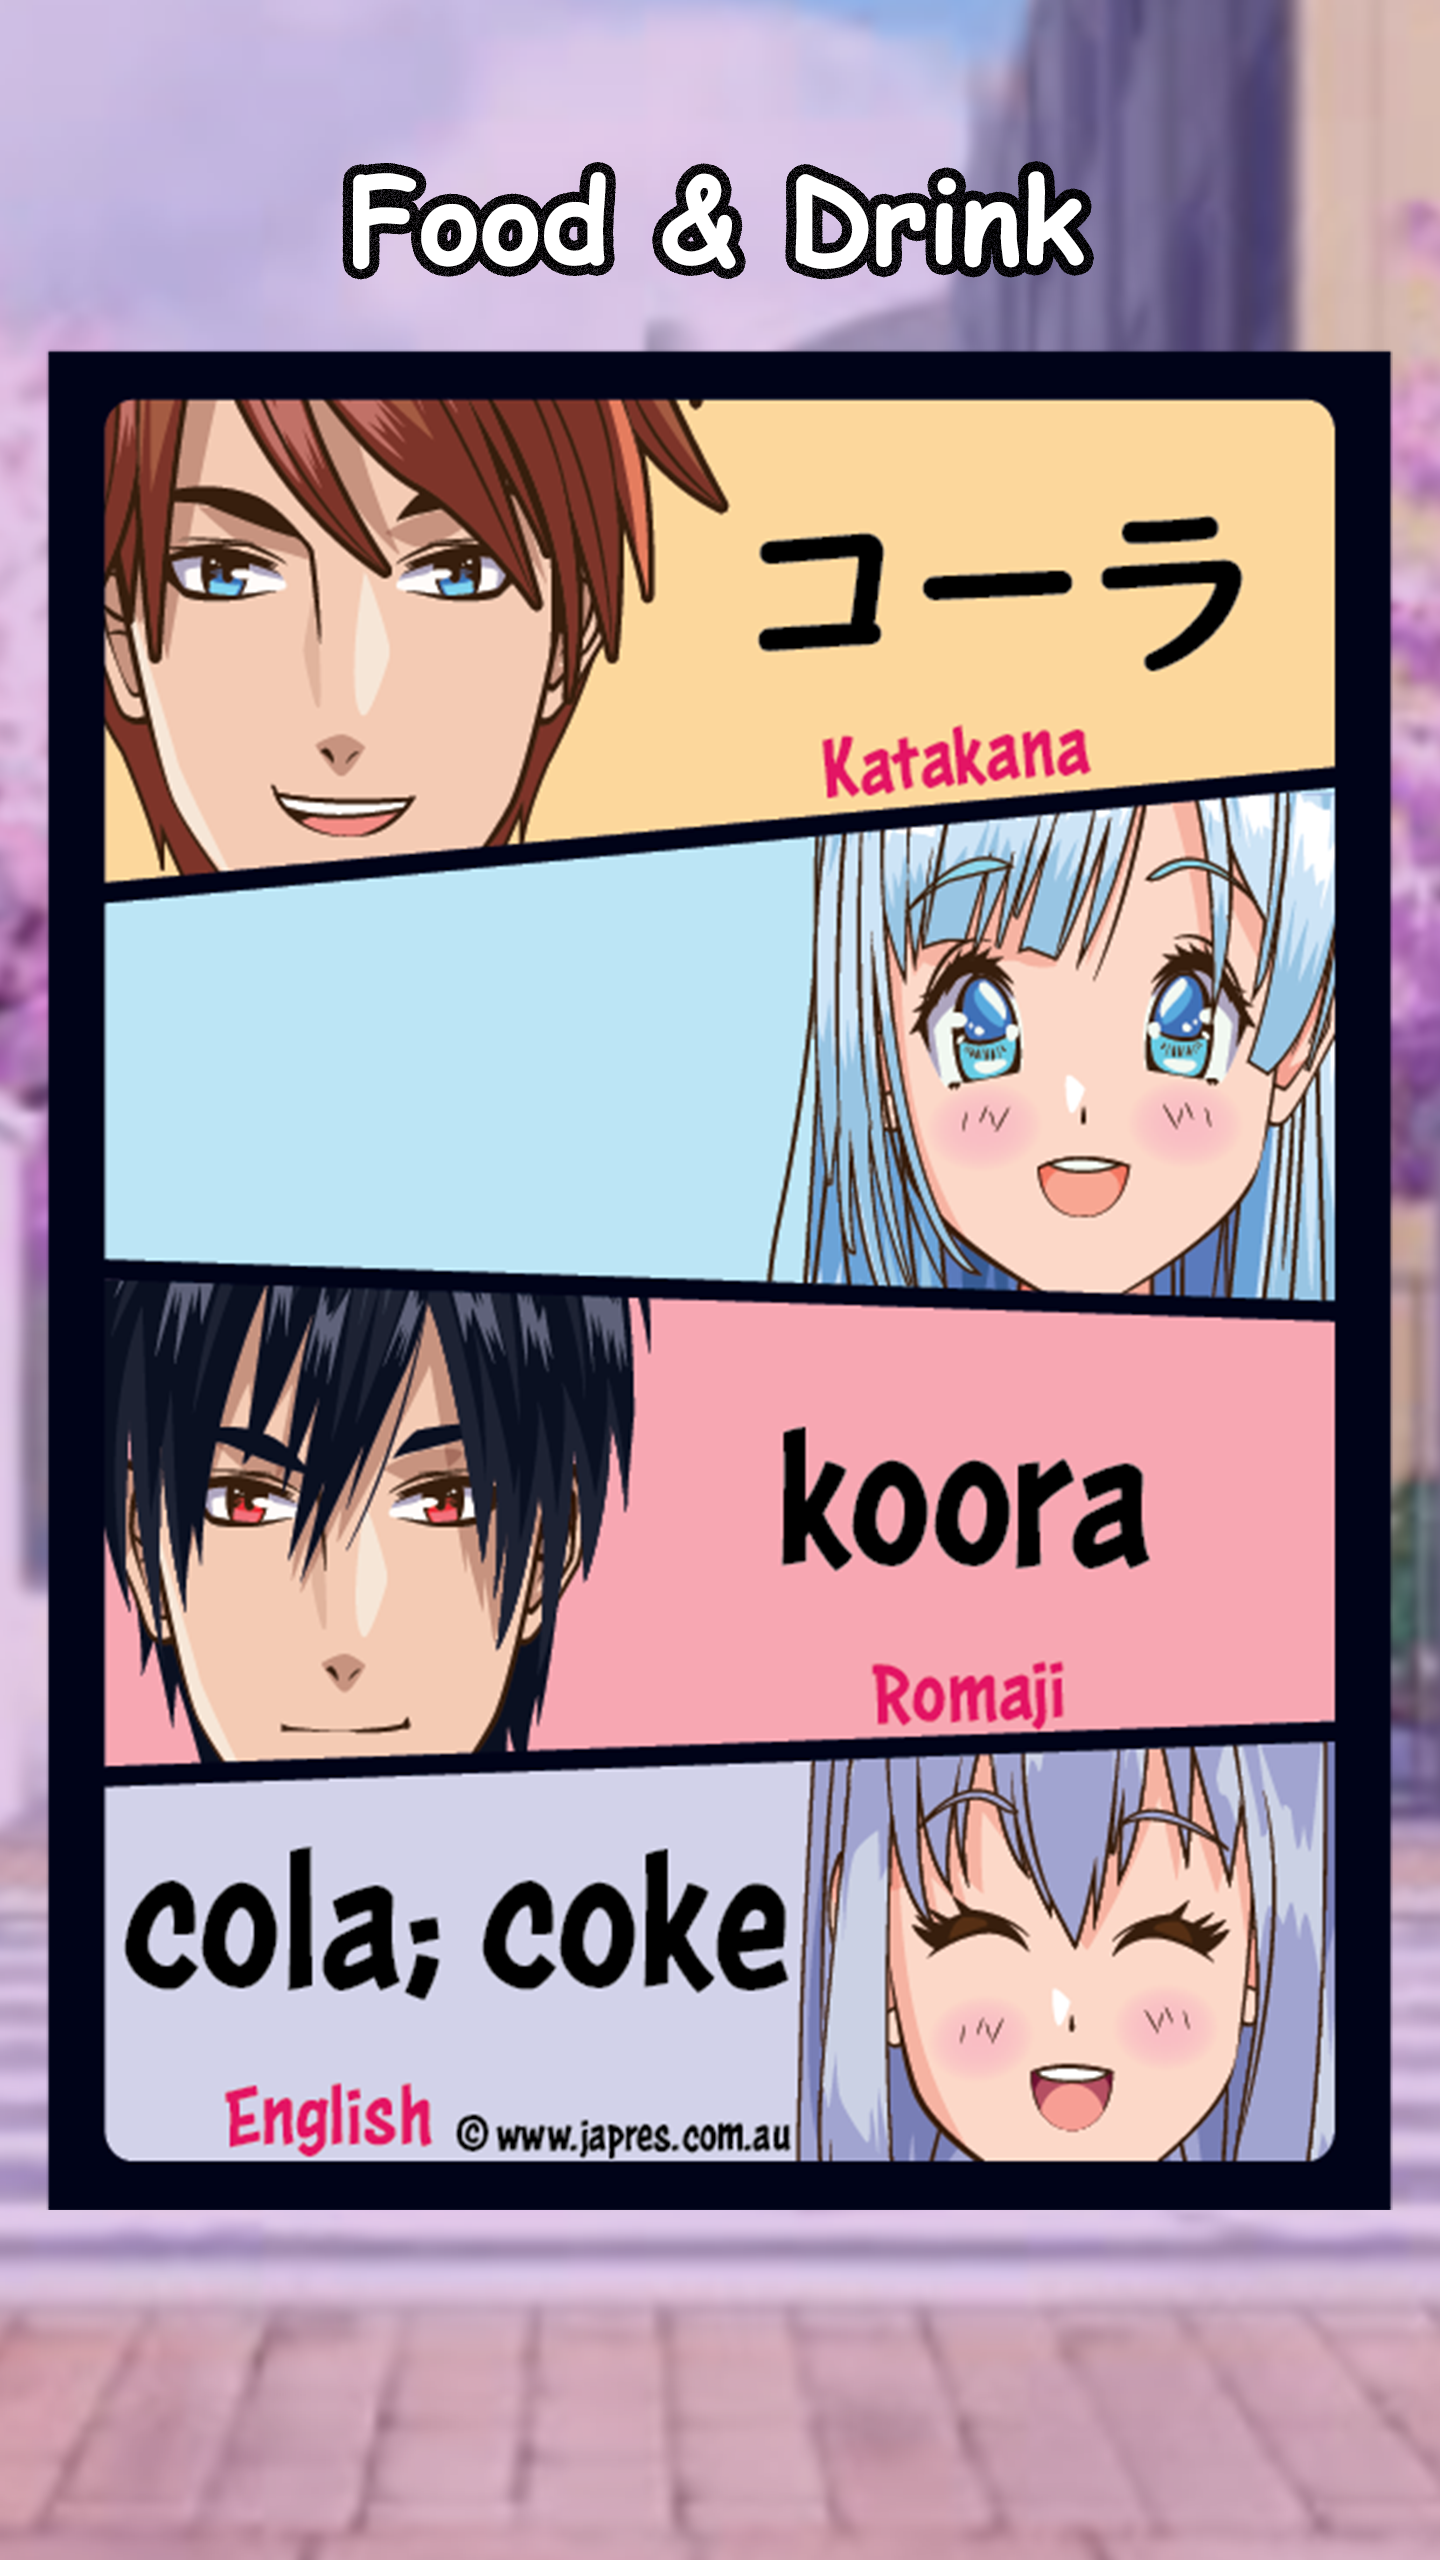 Food & Drink
コーラ
Katakana
koora
Romaji
cola; coke
English
© www.japres.com.au